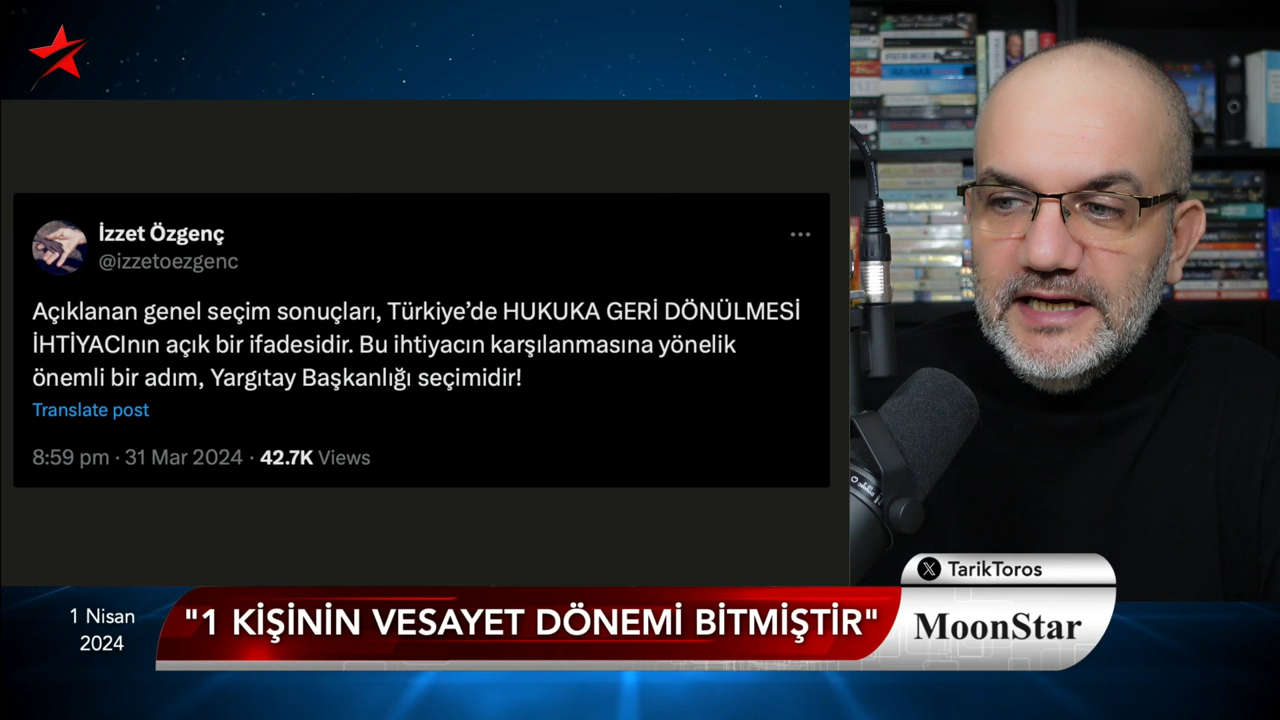 İzzet Özgenç
@izzetoezgenc
Açıklanan genel seçim sonuçları, Türkiye’de HUKUKA GERİ DÖNÜLMESİ
İHTİYACInın açık bir ifadesidir. Bu ihtiyacın karşılanmasına yönelik
önemli bir adım, Yargıtay Başkanlığı seçimidir!
Translate post
8:59 pm · 31 Mar 2024 · 42.7K Views
X TarikToros
1 Nisan
2024
"1 KİŞİNİN VESAYET DÖNEMİ BİTMİŞTİR"
MoonStar